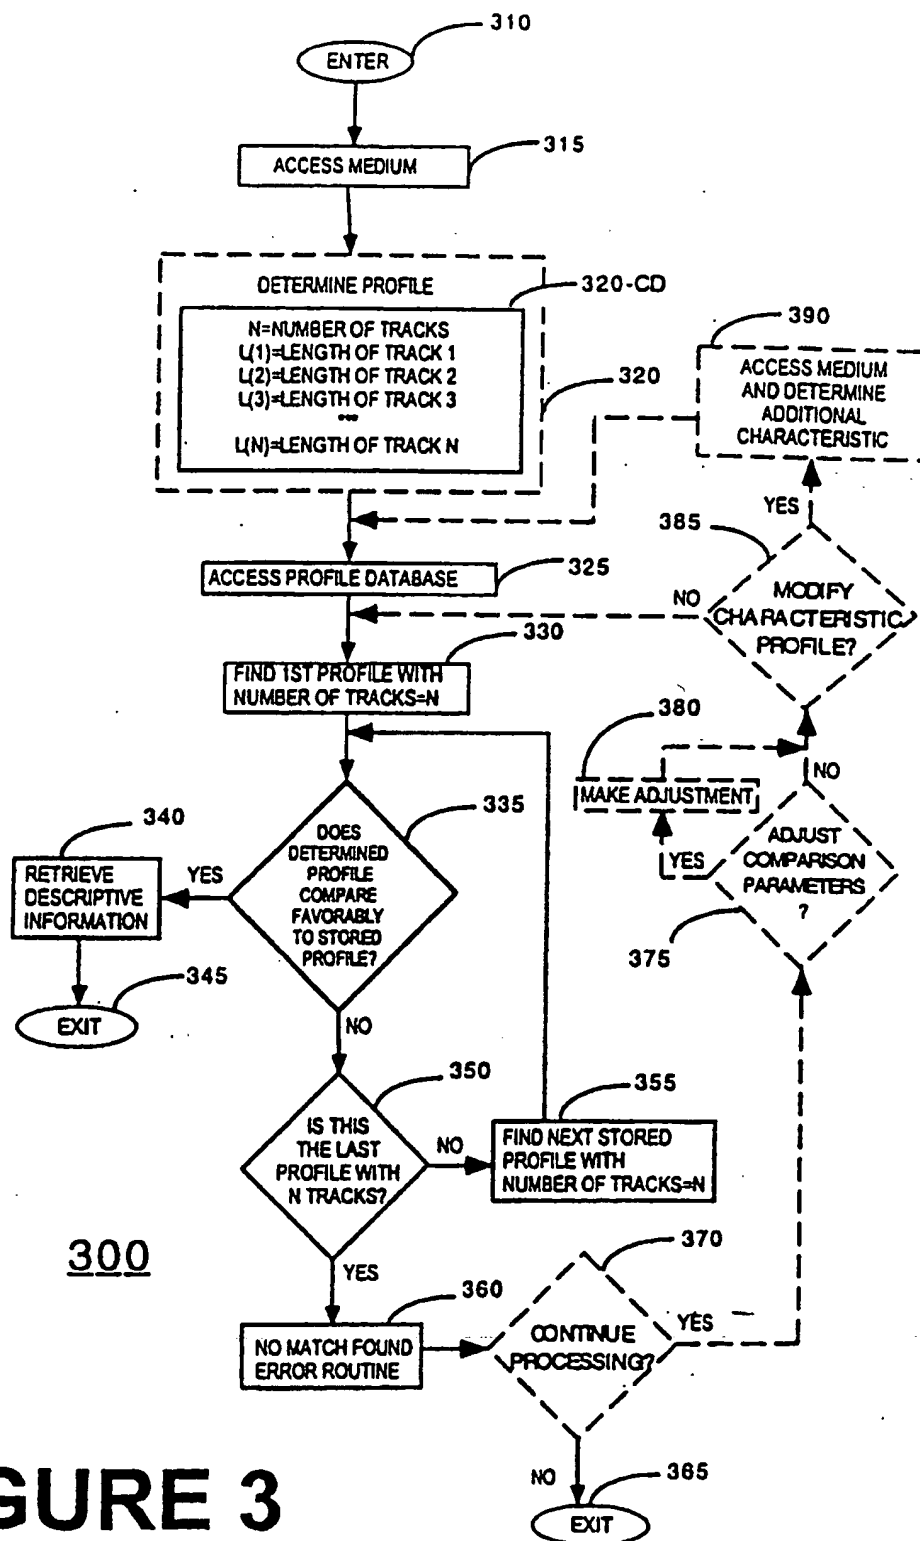 310
ENTER
315
ACCESS MEDIUM
DETERMINE PROFILE
320-CD
N=NUMBER OF TRACKS
L(1)=LENGTH OF TRACK 1
L(2)=LENGTH OF TRACK 2
L(3)=LENGTH OF TRACK 3
•••
L(N)=LENGTH OF TRACK N
320
390
ACCESS MEDIUM
AND DETERMINE
ADDITIONAL
CHARACTERISTIC
YES
385
MODIFY
CHARACTERISTIC
PROFILE?
NO
325
ACCESS PROFILE DATABASE
330
FIND 1ST PROFILE WITH
NUMBER OF TRACKS=N
380
MAKE ADJUSTMENT
NO
YES
ADJUST
COMPARISON
PARAMETERS
?
375
335
DOES
DETERMINED
PROFILE
COMPARE
FAVORABLY
TO STORED
PROFILE?
YES
340
RETRIEVE
DESCRIPTIVE
INFORMATION
345
EXIT
NO
350
IS THIS
THE LAST
PROFILE WITH
N TRACKS?
NO
355
FIND NEXT STORED
PROFILE WITH
NUMBER OF TRACKS=N
300
YES
360
NO MATCH FOUND
ERROR ROUTINE
370
CONTINUE
PROCESSING?
YES
NO
365
EXIT
GURE 3